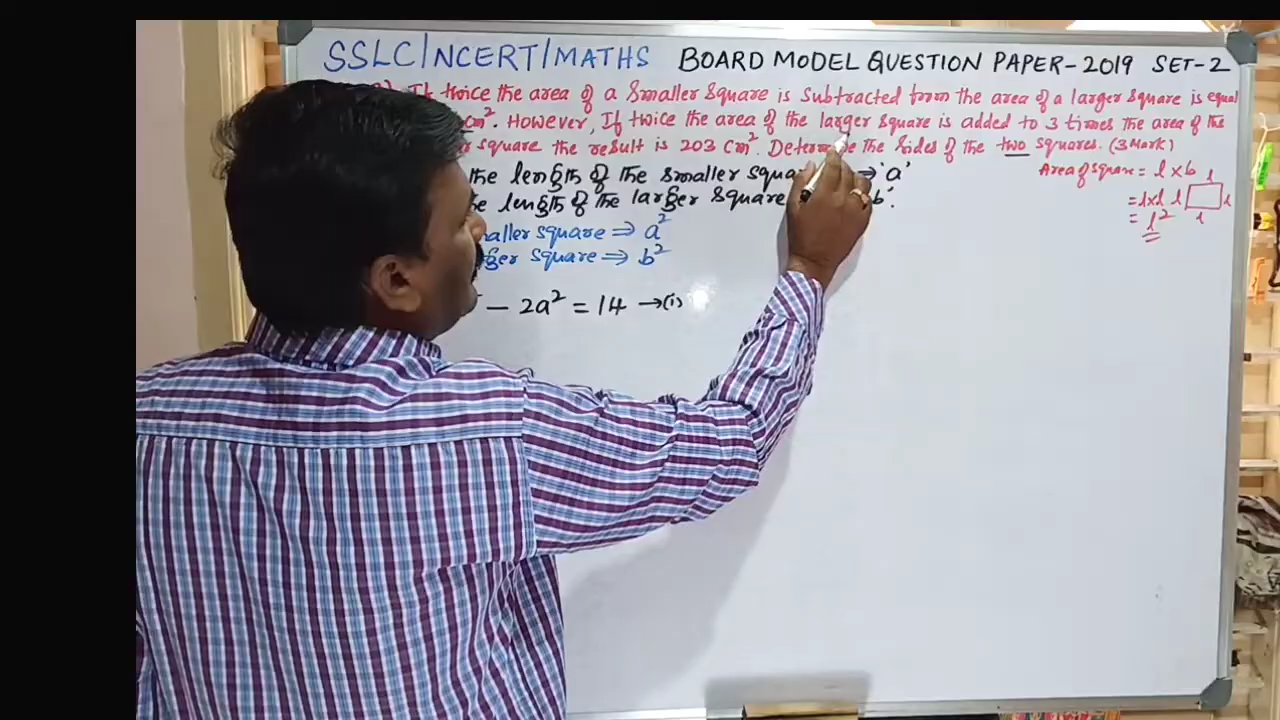 SSLC/NCERT/MATHS BOARD MODEL QUESTION PAPER-2019 SET-2
If twice the area of a smaller square is subtracted from the area of a larger square is equal
cm². However, If twice the area of the larger square is added to 3 times the area of the
square the result is 203 cm². Determine the sides of the two squares. (3 Mark)
the length of the smaller square ⇒ 'a'
the length of the larger square b'.
square ⇒ a²
square ⇒ b²
- 2a² = 14 →(i)
Area of square = l x b
= l x l
= l²
l
l
l
l